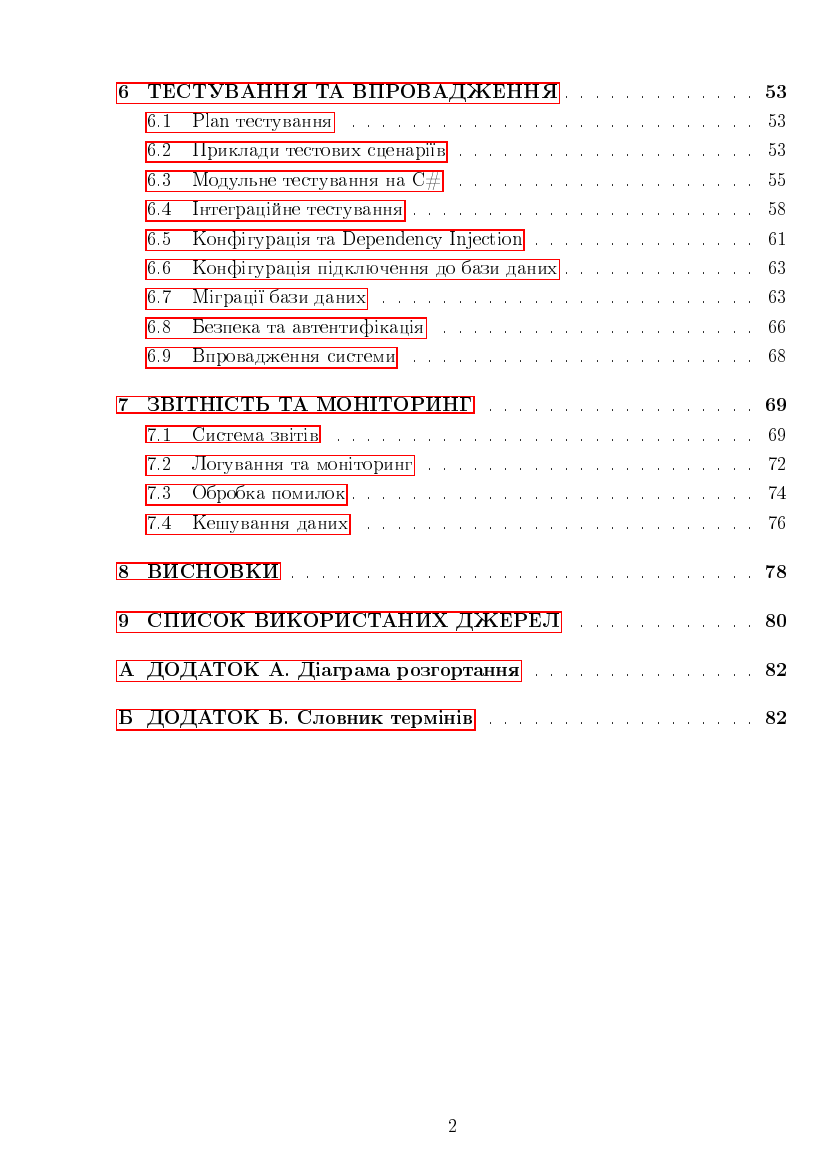 6 ТЕСТУВАННЯ ТА ВПРОВАДЖЕННЯ . . . . . . . . . . . . . 53
6.1 Plan тестування . . . . . . . . . . . . . . . . . . . . . . . . . . . 53
6.2 Приклади тестових сценаріїв . . . . . . . . . . . . . . . . . . . . 53
6.3 Модульне тестування на C# . . . . . . . . . . . . . . . . . . . . 55
6.4 Інтеграційне тестування . . . . . . . . . . . . . . . . . . . . . . . 58
6.5 Конфігурація та Dependency Injection . . . . . . . . . . . . . . . 61
6.6 Конфігурація підключення до бази даних . . . . . . . . . . . . . 63
6.7 Міграції бази даних . . . . . . . . . . . . . . . . . . . . . . . . . 63
6.8 Безпека та автентифікація . . . . . . . . . . . . . . . . . . . . . 66
6.9 Впровадження системи . . . . . . . . . . . . . . . . . . . . . . . 68
7 ЗВІТНІСТЬ ТА МОНІТОРИНГ . . . . . . . . . . . . . . . . . . 69
7.1 Система звітів . . . . . . . . . . . . . . . . . . . . . . . . . . . . 69
7.2 Логування та моніторинг . . . . . . . . . . . . . . . . . . . . . . 72
7.3 Обробка помилок . . . . . . . . . . . . . . . . . . . . . . . . . . . 74
7.4 Кешування даних . . . . . . . . . . . . . . . . . . . . . . . . . . 76
8 ВИСНОВКИ . . . . . . . . . . . . . . . . . . . . . . . . . . . . . . . 78
9 СПИСОК ВИКОРИСТАНИХ ДЖЕРЕЛ . . . . . . . . . . . . 80
А ДОДАТОК А. Діаграма розгортання . . . . . . . . . . . . . . . 82
Б ДОДАТОК Б. Словник термінів . . . . . . . . . . . . . . . . . . 82
2